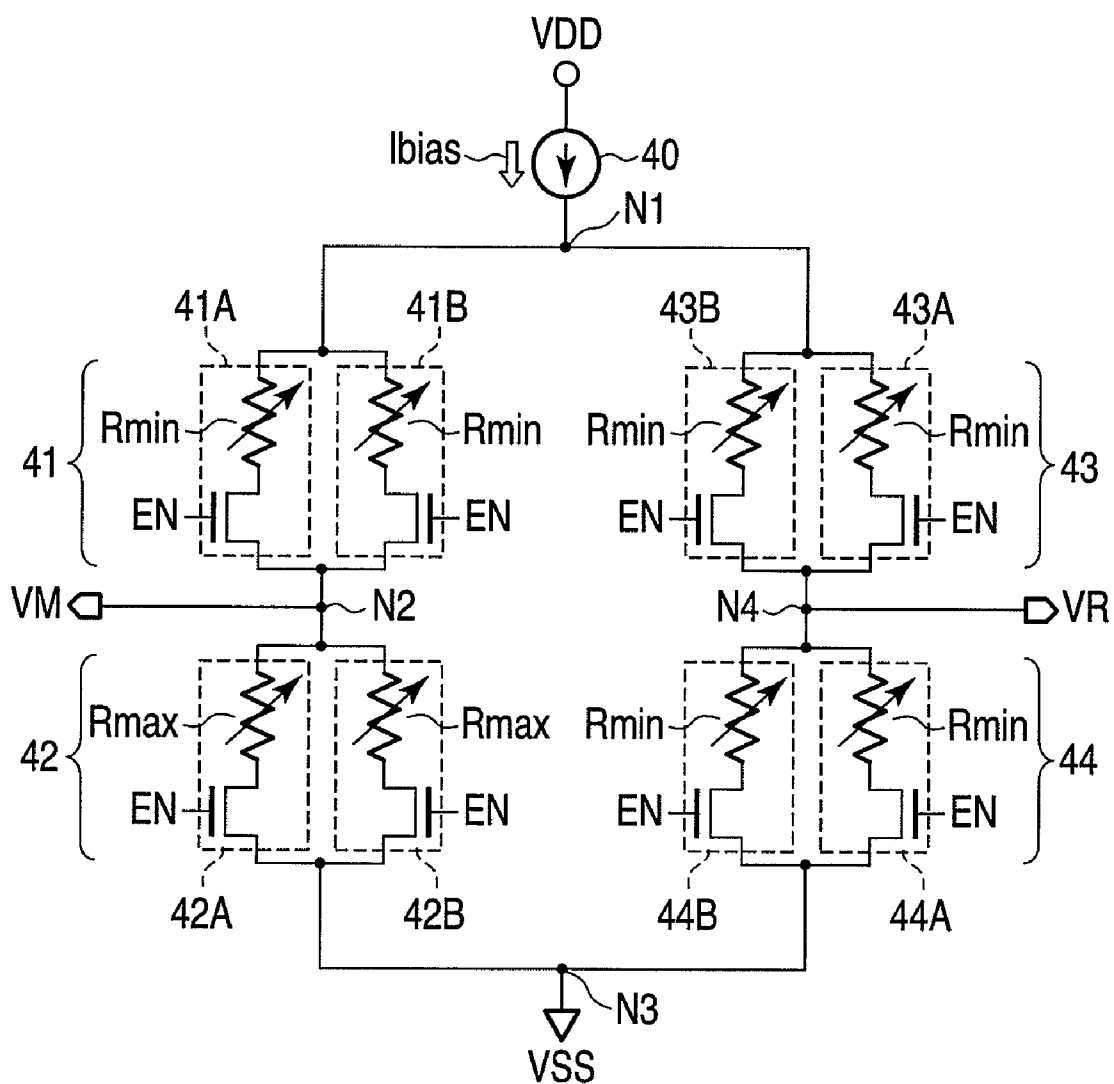 VDD
Ibias 40
N1
41A 41B 43B 43A
Rmin Rmin Rmin Rmin
41 43
EN EN EN EN
VM N2 N4 VR
Rmax Rmax Rmin Rmin
42 44
EN EN EN EN
42A 42B 44B 44A
N3
VSS